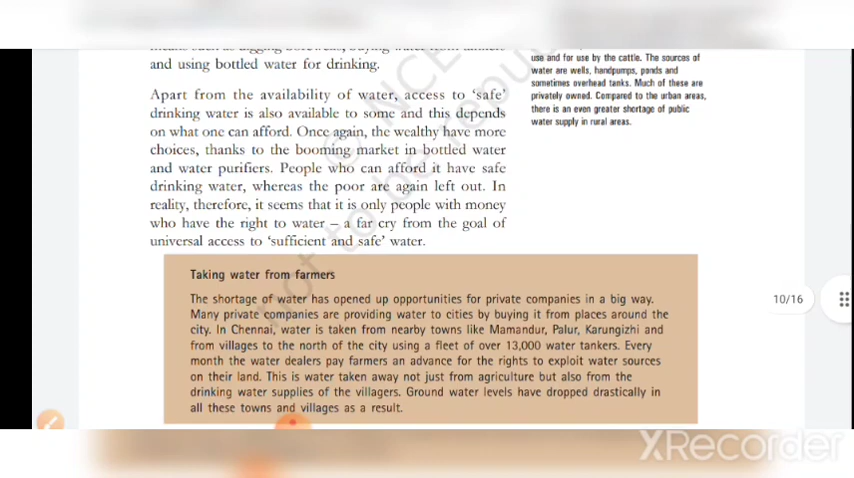 and using bottled water for drinking.
Apart from the availability of water, access to ‘safe’
drinking water is also available to some and this depends
on what one can afford. Once again, the wealthy have more
choices, thanks to the booming market in bottled water
and water purifiers. People who can afford it have safe
drinking water, whereas the poor are again left out. In
reality, therefore, it seems that it is only people with money
who have the right to water – a far cry from the goal of
universal access to ‘sufficient and safe’ water.
use and for use by the cattle. The sources of
water are wells, handpumps, ponds and
sometimes overhead tanks. Much of these are
privately owned. Compared to the urban areas,
there is an even greater shortage of public
water supply in rural areas.
Taking water from farmers
The shortage of water has opened up opportunities for private companies in a big way.
Many private companies are providing water to cities by buying it from places around the
city. In Chennai, water is taken from nearby towns like Mamandur, Palur, Karungizhi and
from villages to the north of the city using a fleet of over 13,000 water tankers. Every
month the water dealers pay farmers an advance for the rights to exploit water sources
on their land. This is water taken away not just from agriculture but also from the
drinking water supplies of the villagers. Ground water levels have dropped drastically in
all these towns and villages as a result.
10/16
© NCE
not to be repu
XRecorder